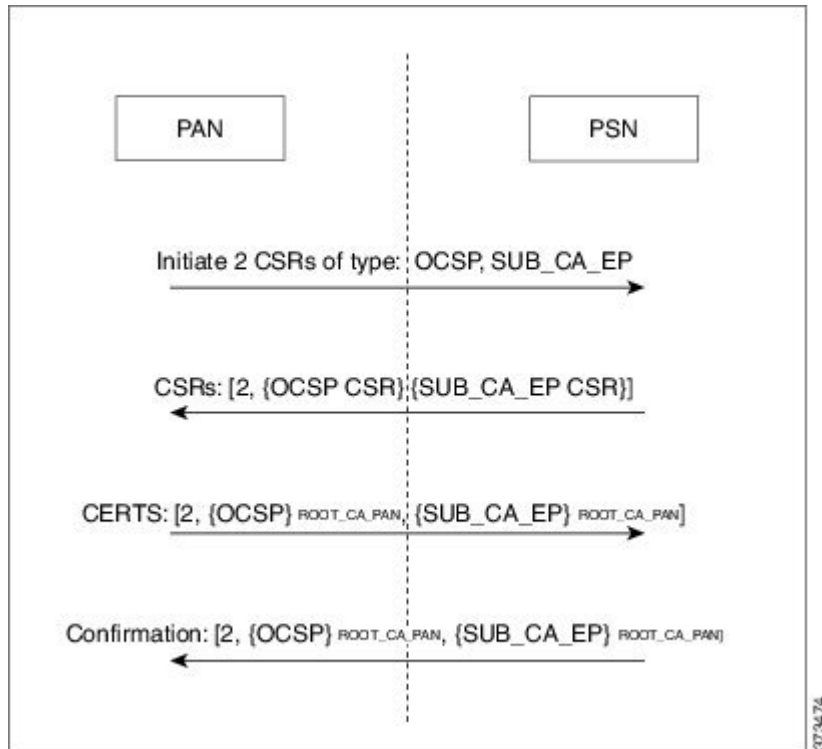 PAN
PSN
Initiate 2 CSRs of type: OCSP, SUB_CA_EP
CSRs: [2, {OCSP CSR} {SUB_CA_EP CSR}]
CERTS: [2, {OCSP} ROOT_CA_PAN, {SUB_CA_EP} ROOT_CA_PAN]
Confirmation: [2, {OCSP} ROOT_CA_PAN, {SUB_CA_EP} ROOT_CA_PAN]
373474